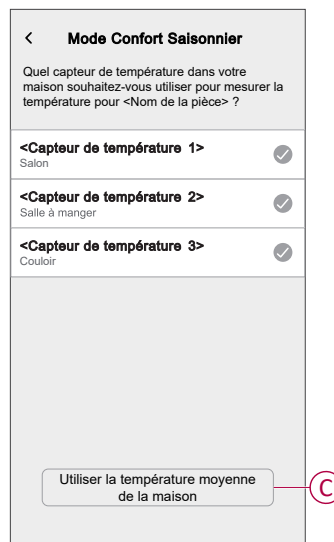 Mode Confort Saisonnier
Quel capteur de température dans votre
maison souhaitez-vous utiliser pour mesurer la
température pour <Nom de la pièce> ?
<Capteur de température 1>
Salon
<Capteur de température 2>
Salle à manger
<Capteur de température 3>
Couloir
Utiliser la température moyenne
de la maison
C